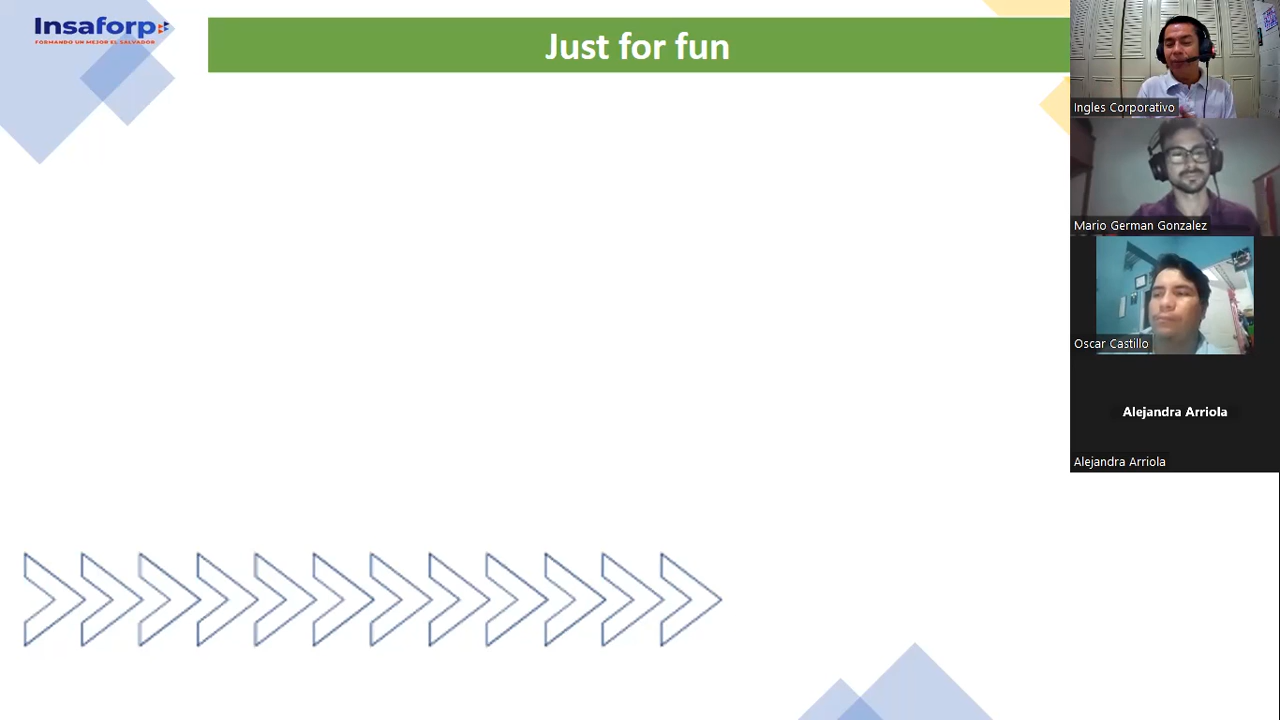 Insaforp
FORMANDO UN MEJOR EL SALVADOR
Just for fun
Ingles Corporativo
Mario German Gonzalez
Oscar Castillo
Alejandra Arriola
Alejandra Arriola